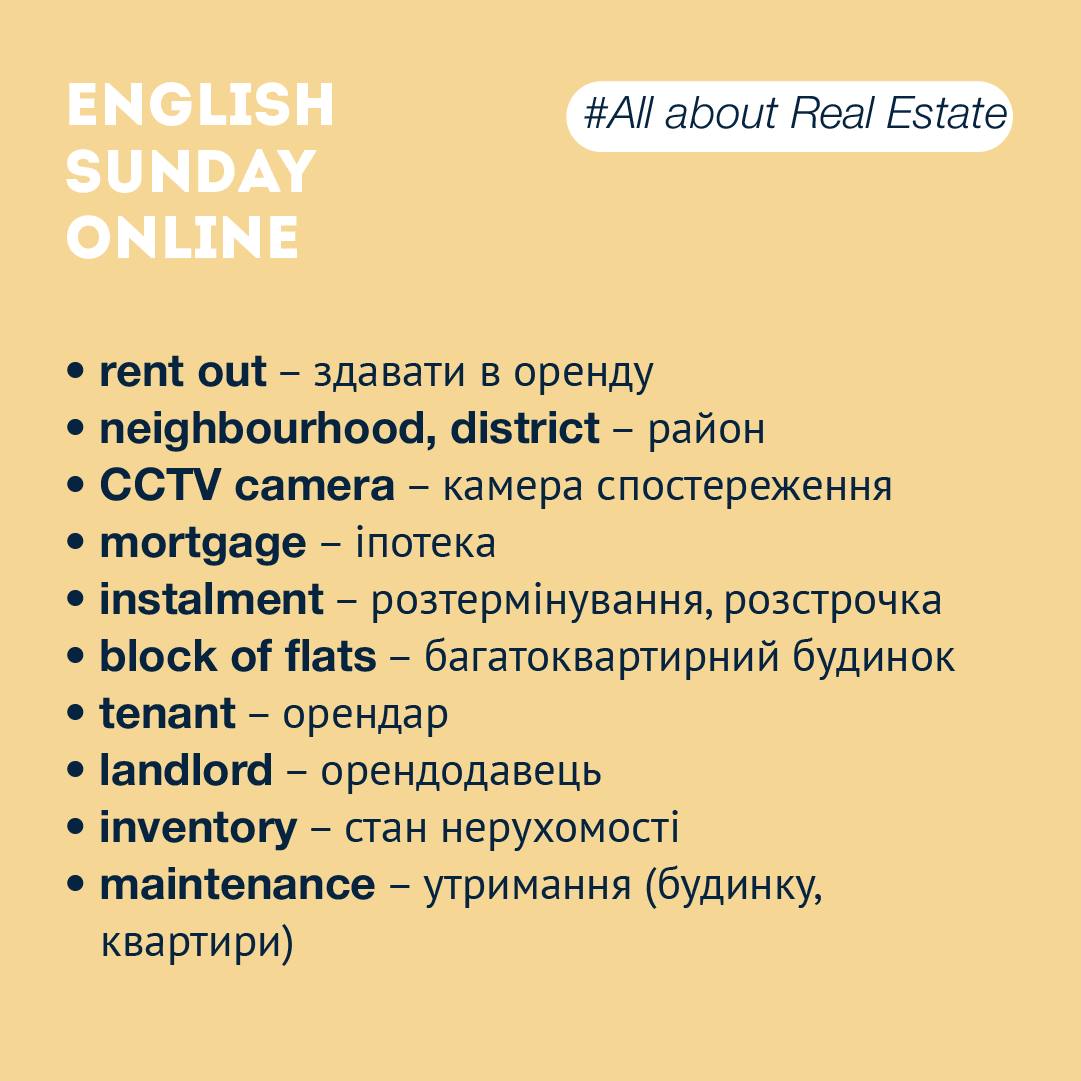 ENGLISH
SUNDAY
ONLINE
#All about Real Estate
• rent out – здавати в оренду
• neighbourhood, district – район
• CCTV camera – камера спостереження
• mortgage – іпотека
• instalment – розтермінування, розстрочка
• block of flats – багатоквартирний будинок
• tenant – орендар
• landlord – орендодавець
• inventory – стан нерухомості
• maintenance – утримання (будинку,
квартири)